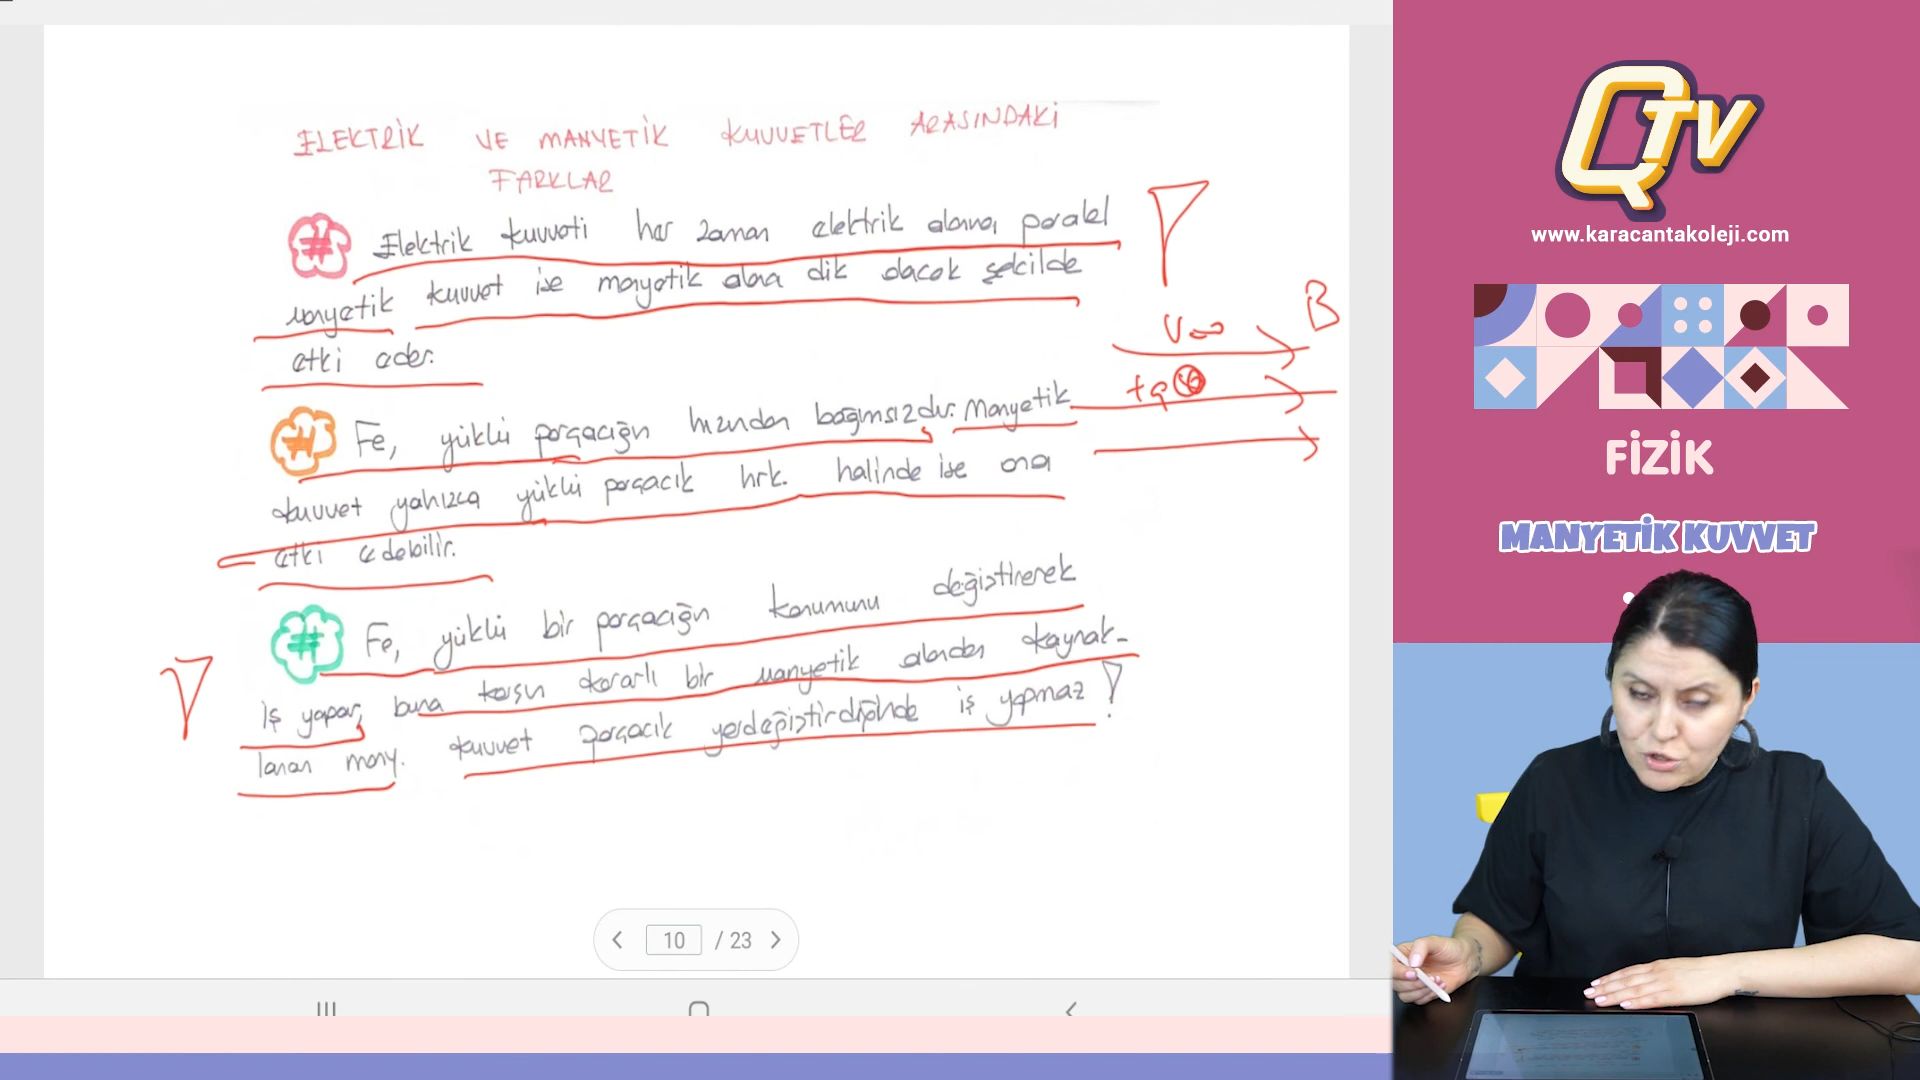 ELEKTRİK VE MANYETİK KUVVETLER ARASINDAKİ
FARKLAR
# Elektrik kuvveti her zaman elektrik alana paralel
manyetik kuvvet ise manyetik alana dik olacak şekilde
etki eder.
# Fe, yüklü parçacığın hızından bağımsızdır. Manyetik
kuvvet yalnızca yüklü parçacık hrk. halinde ise ona
etki edebilir.
# Fe, yüklü bir parçacığın konumunu değiştirerek
iş yapar, buna karşın kararlı bir manyetik alandan kaynak-
lanan many. kuvvet parçacık yerdeğiştirdiğinde iş yapmaz!
B
+q
10 / 23
QTV
www.karacantakoleji.com
FİZİK
MANYETİK KUVVET